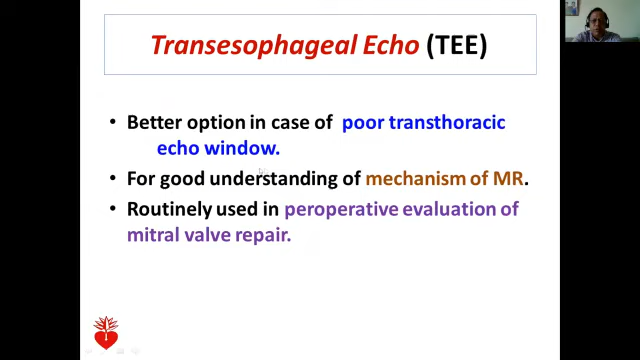 Transesophageal Echo (TEE)
• Better option in case of poor transthoracic
echo window.
• For good understanding of mechanism of MR.
• Routinely used in peroperative evaluation of
mitral valve repair.